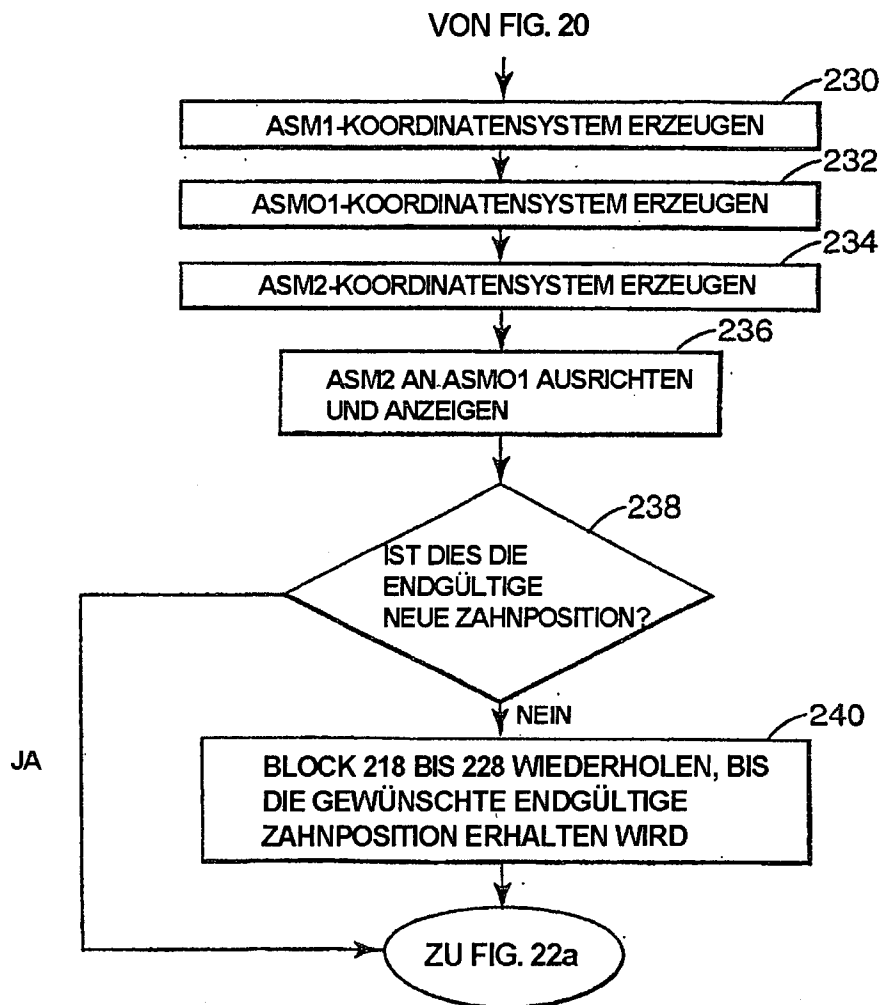 VON FIG. 20
230
ASM1-KOORDINATENSYSTEM ERZEUGEN
232
ASMO1-KOORDINATENSYSTEM ERZEUGEN
234
ASM2-KOORDINATENSYSTEM ERZEUGEN
236
ASM2 AN ASMO1 AUSRICHTEN
UND ANZEIGEN
238
IST DIES DIE
ENDGÜLTIGE
NEUE ZAHNPOSITION?
NEIN
240
JA
BLOCK 218 BIS 228 WIEDERHOLEN, BIS
DIE GEWÜNSCHTE ENDGÜLTIGE
ZAHNPOSITION ERHALTEN WIRD
ZU FIG. 22a